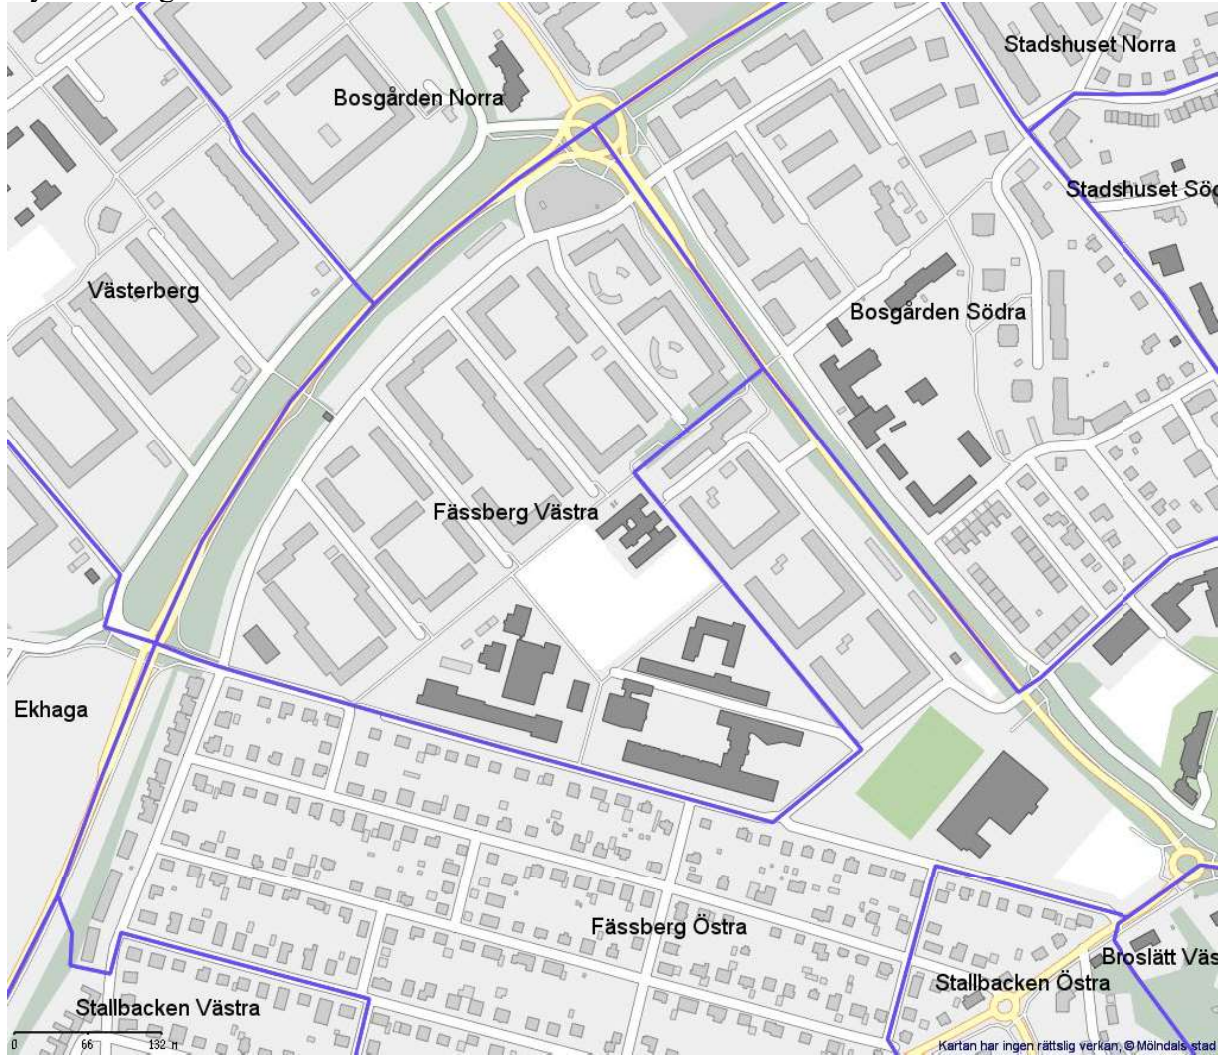 Stadshuset Norra
Bosgården Norra
Stadshuset Söd
Västerberg
Bosgården Södra
Fässberg Västra
Ekhaga
Fässberg Östra
Broslätt Väs
Stallbacken Östra
Stallbacken Västra
0 66 132 m
Kartan har ingen rättslig verkan, © Mölndals stad